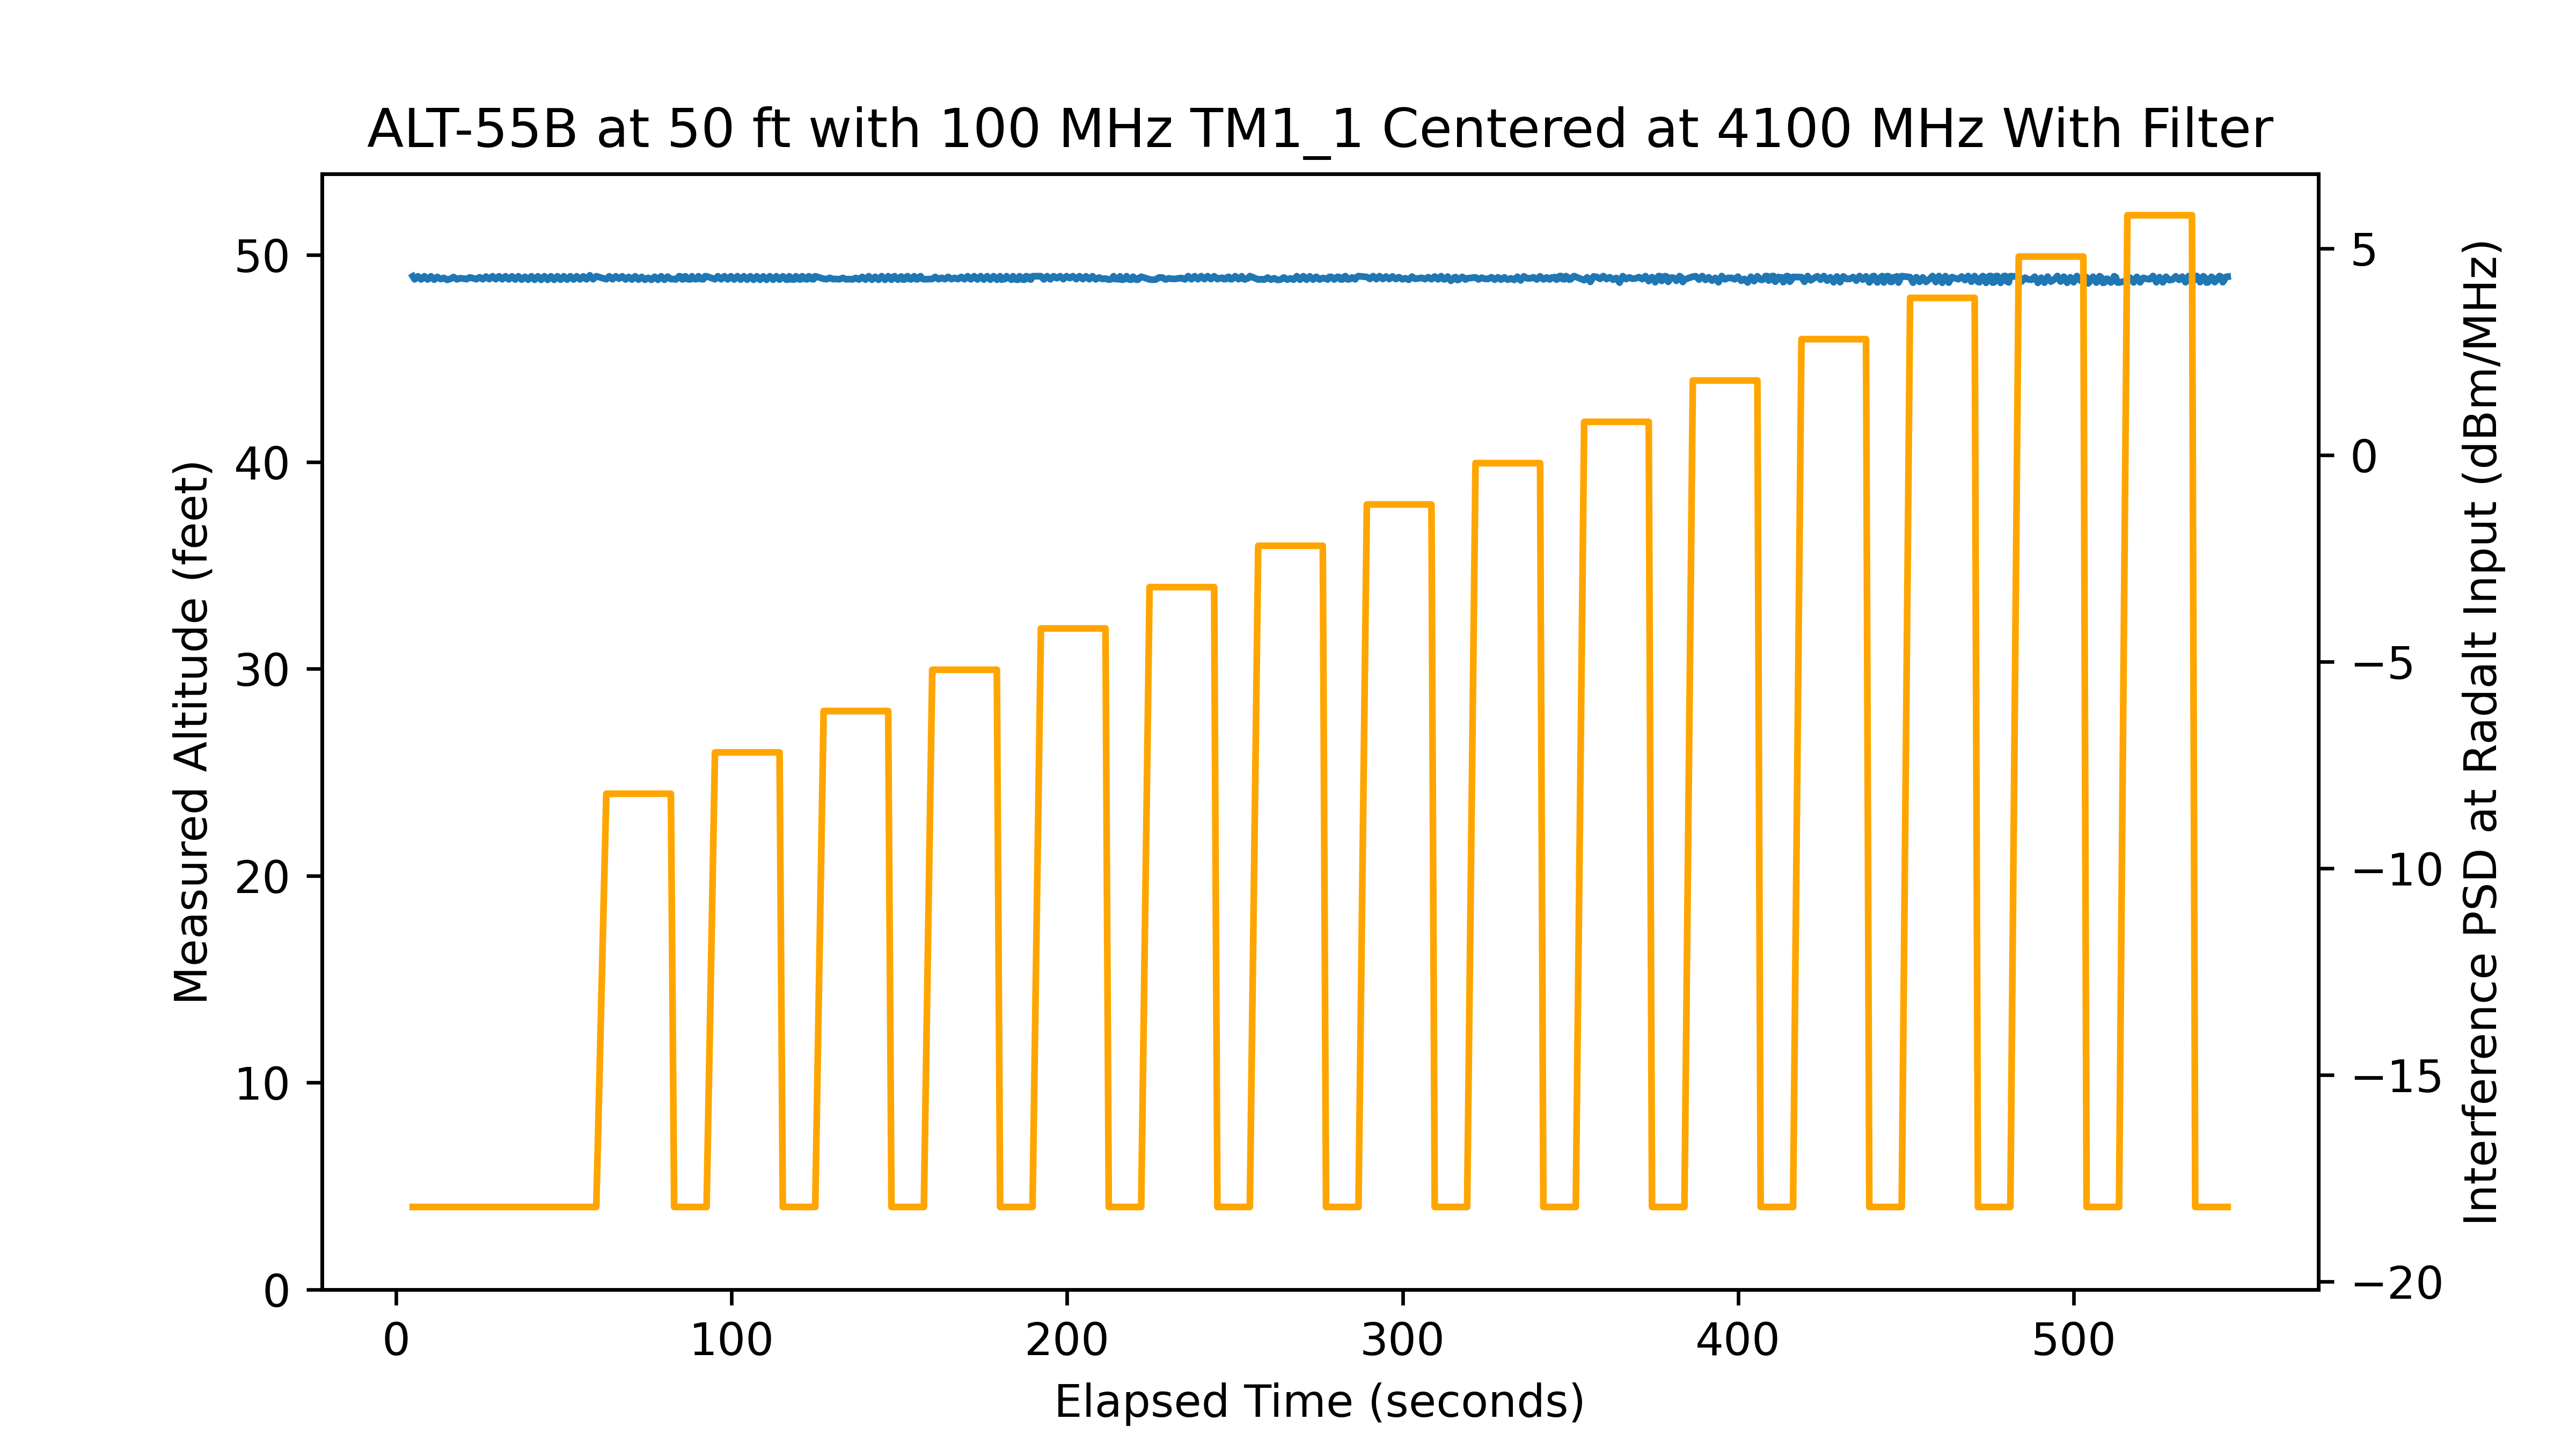 ALT-55B at 50 ft with 100 MHz TM1_1 Centered at 4100 MHz With Filter
Measured Altitude (feet)
50
40
30
20
10
0
5
0
−5
−10
−15
−20
Interference PSD at Radalt Input (dBm/MHz)
0 100 200 300 400 500
Elapsed Time (seconds)